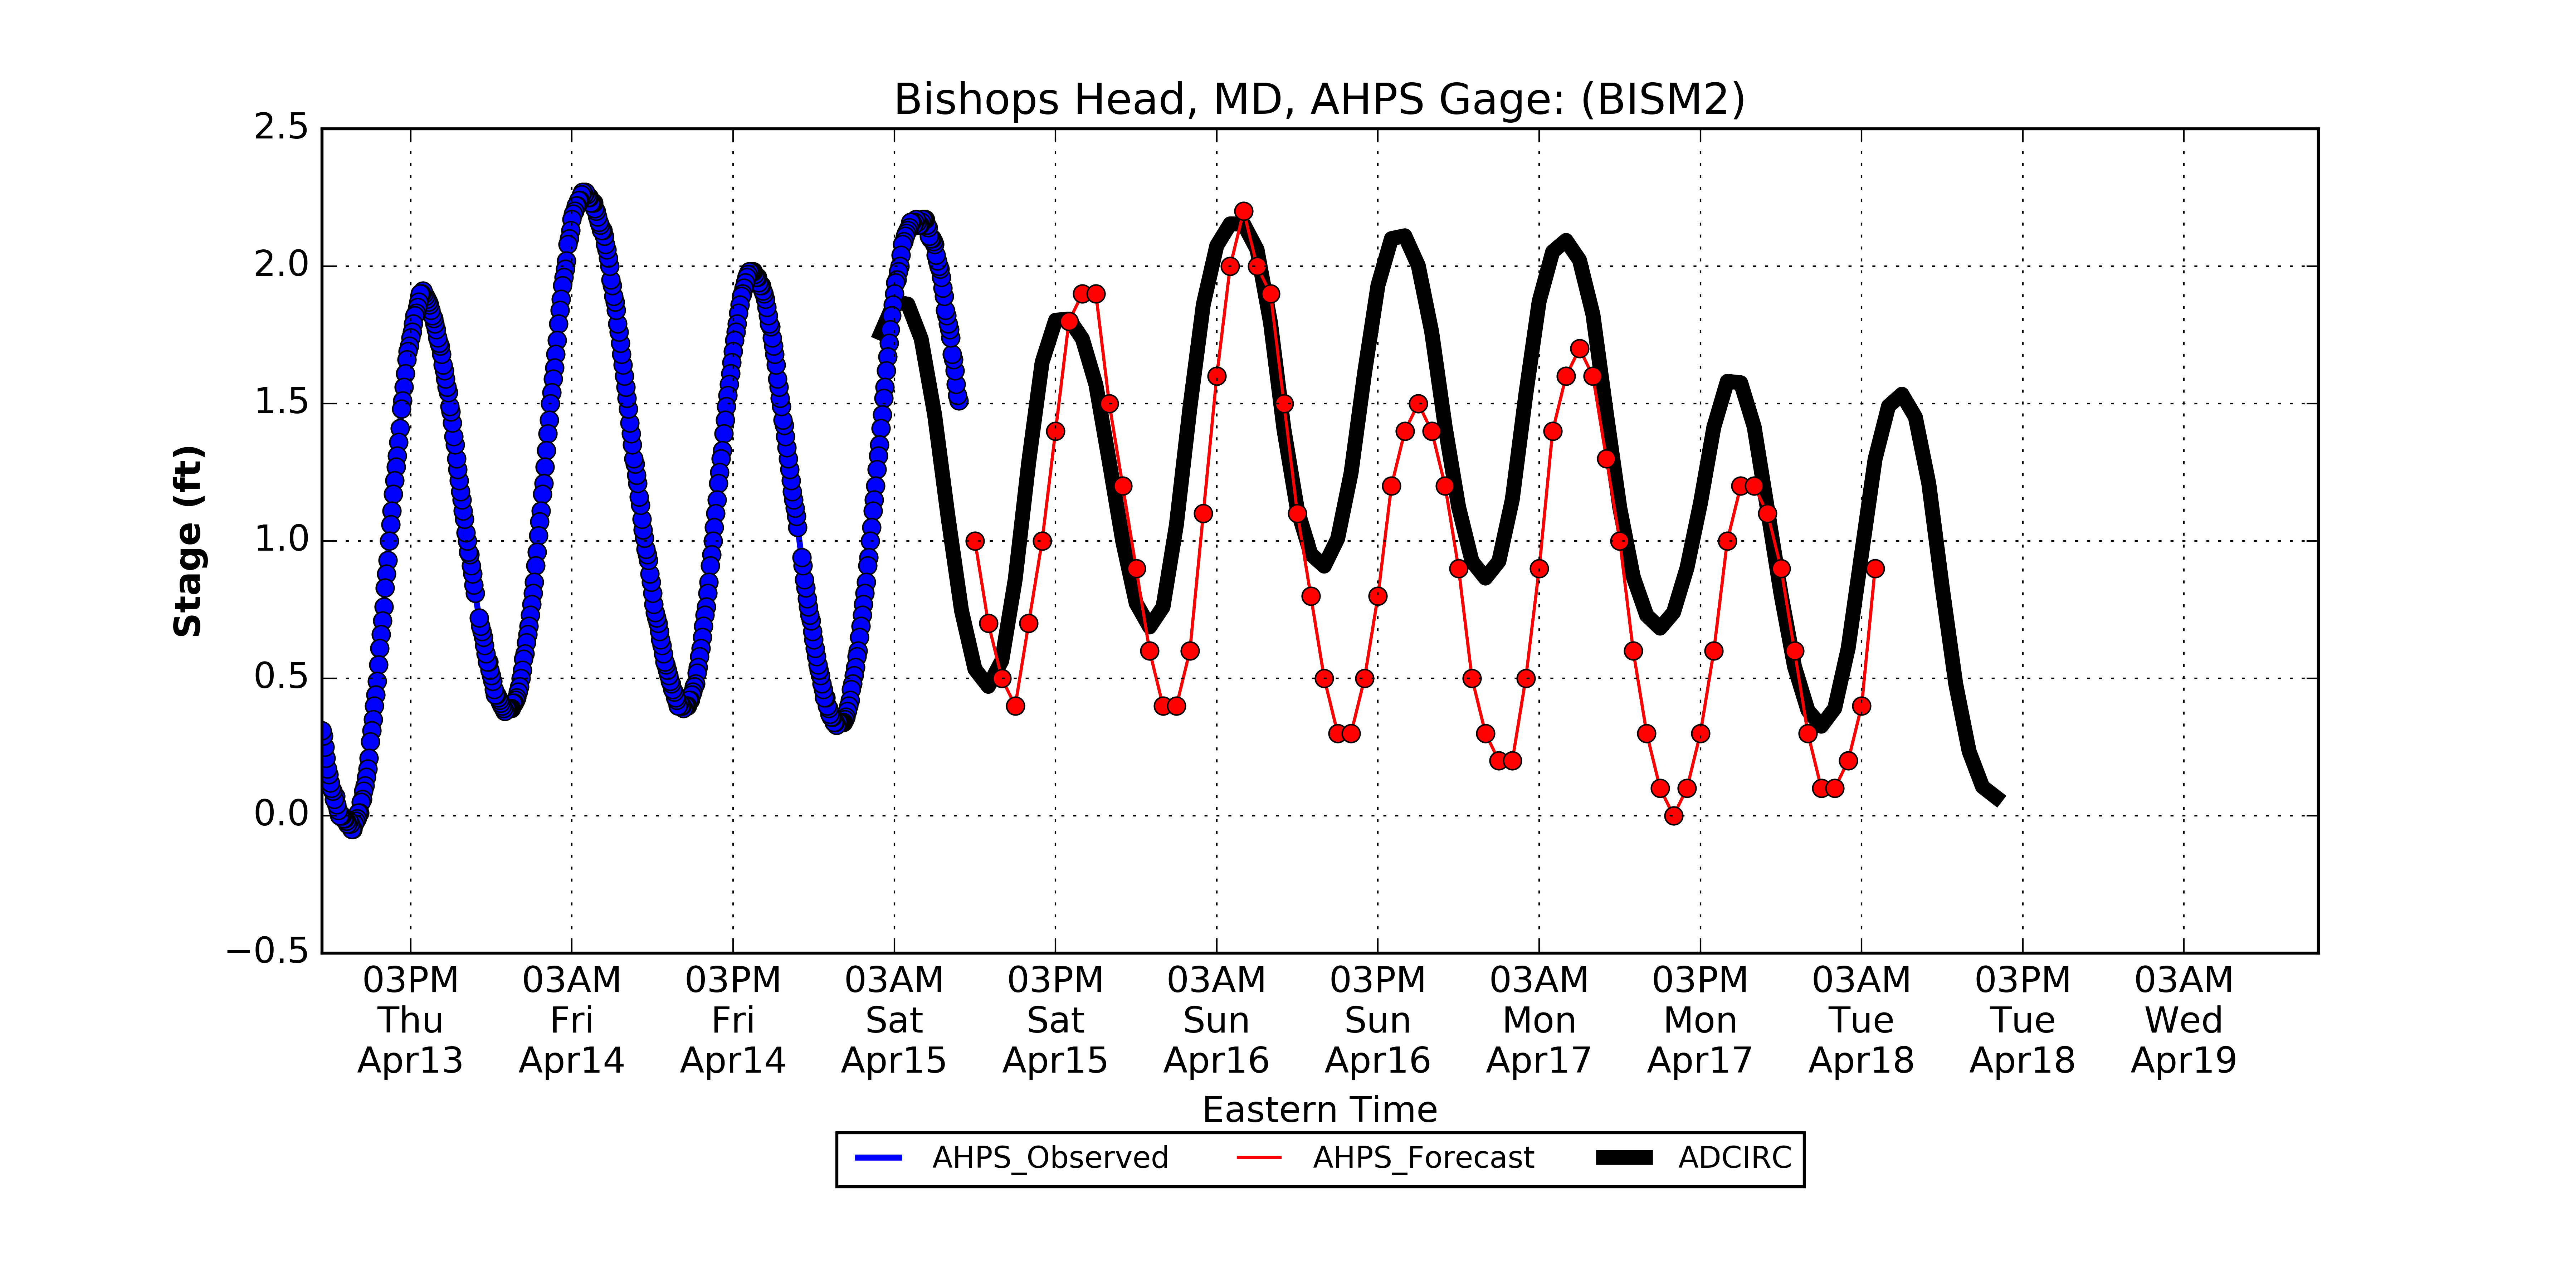 Bishops Head, MD, AHPS Gage: (BISM2)
2.5
2.0
1.5
1.0
0.5
0.0
−0.5
Stage (ft)
03PM 03AM 03PM 03AM 03PM 03AM 03PM 03AM 03PM 03AM 03PM 03AM
Thu Fri Fri Sat Sat Sun Sun Mon Mon Tue Tue Wed
Apr13 Apr14 Apr14 Apr15 Apr15 Apr16 Apr16 Apr17 Apr17 Apr18 Apr18 Apr19
Eastern Time
AHPS_Observed AHPS_Forecast ADCIRC